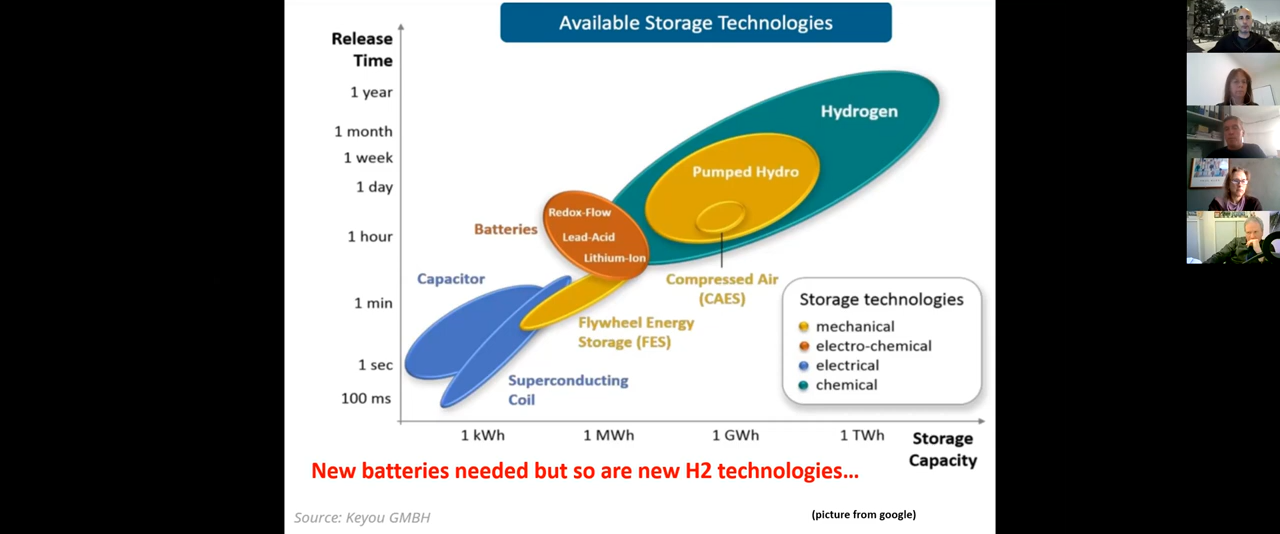 Available Storage Technologies
Release
Time
1 year
1 month
1 week
1 day
1 hour
1 min
1 sec
100 ms
Hydrogen
Pumped Hydro
Redox-Flow
Lead-Acid
Lithium-Ion
Batteries
Compressed Air
(CAES)
Capacitor
Flywheel Energy
Storage (FES)
Superconducting
Coil
Storage technologies
mechanical
electro-chemical
electrical
chemical
1 kWh
1 MWh
1 GWh
1 TWh
Storage
Capacity
New batteries needed but so are new H2 technologies...
Source: Keyou GMBH
(picture from google)